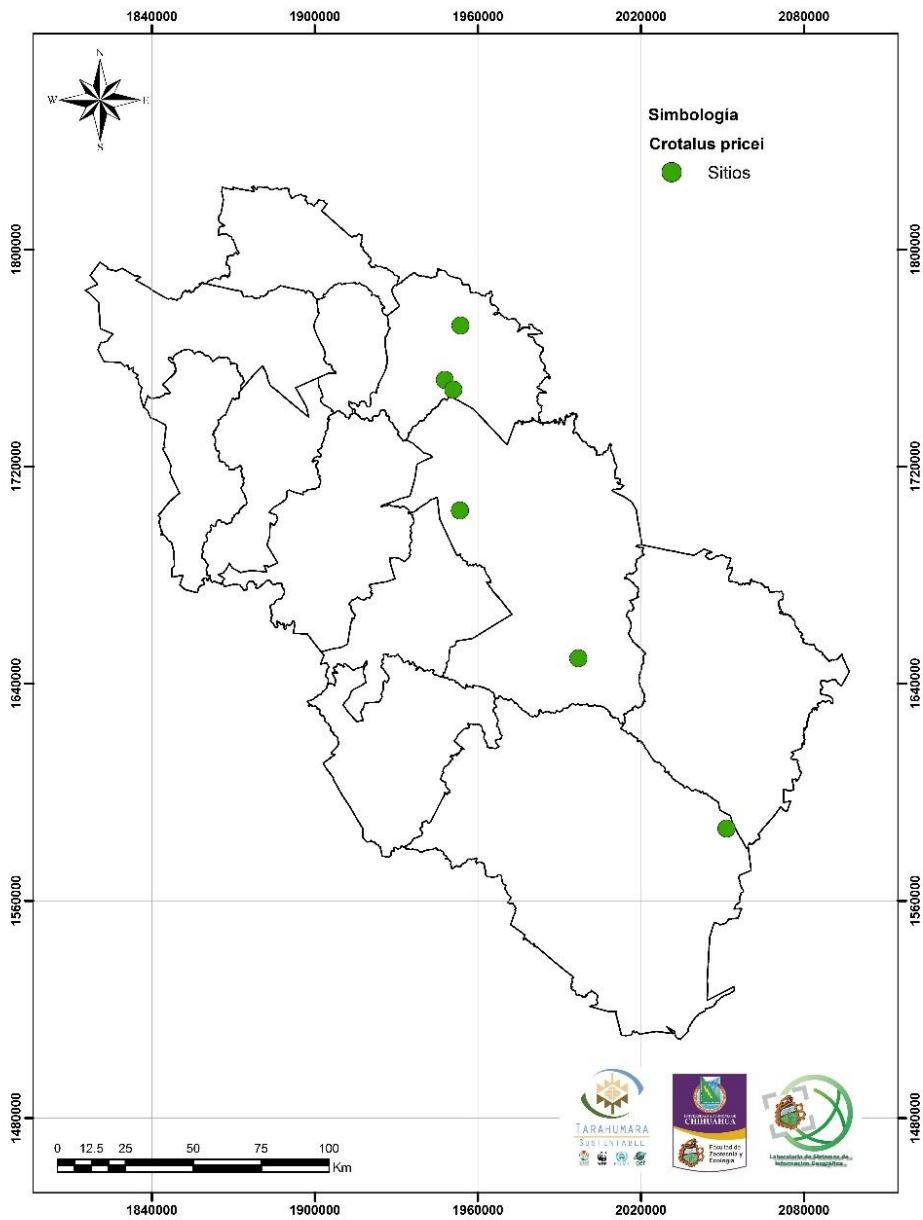 1840000 1900000 1960000 2020000 2080000
N
W E
S
Simbología
Crotalus pricei
Sitios
1800000 1800000
1720000 1720000
1640000 1640000
1560000 1560000
1480000 1480000
TARAHUMARA
SUSTENTABLE
CHIHUAHUA
Facultad de
Zootecnia y
Ecología
Laboratorio de Sistemas de
Información Geográfica
0 12.5 25 50 75 100
Km
1840000 1900000 1960000 2020000 2080000